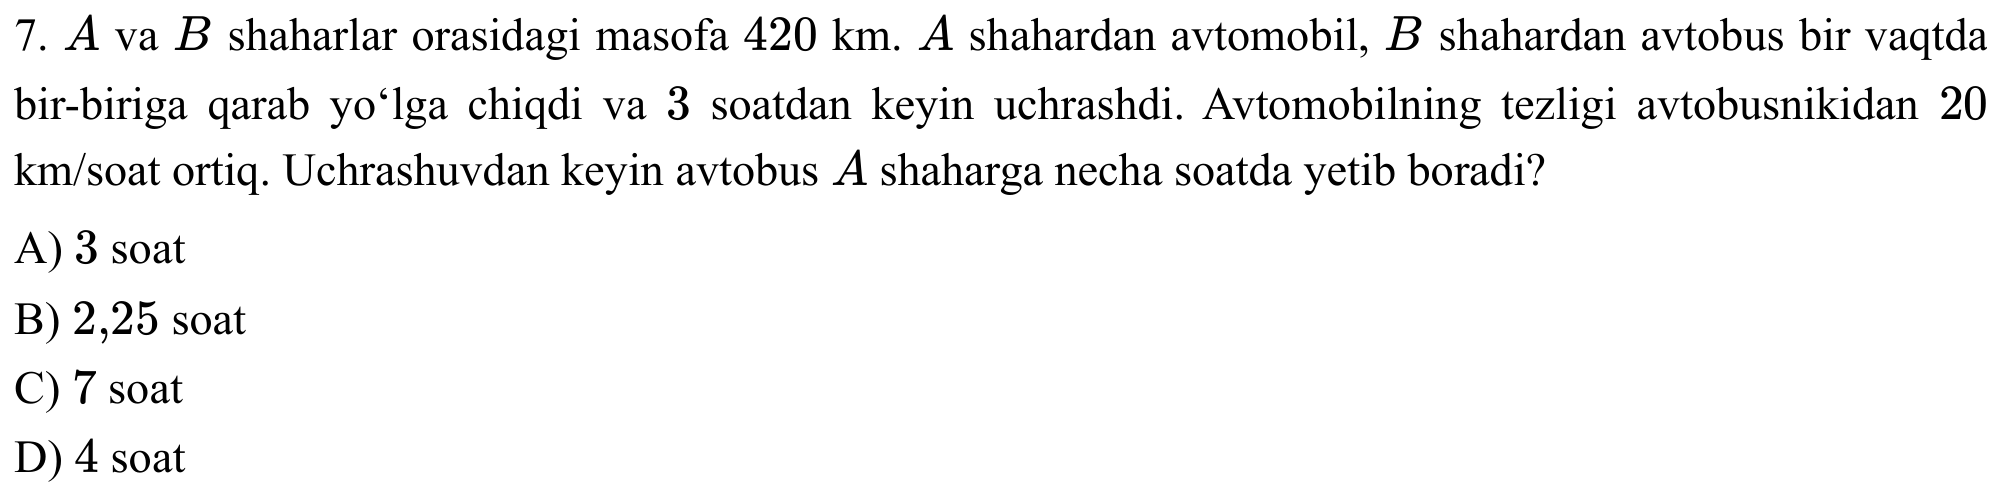 7. A va B shaharlar orasidagi masofa 420 km. A shahardan avtomobil, B shahardan avtobus bir vaqtda
bir-biriga qarab yo‘lga chiqdi va 3 soatdan keyin uchrashdi. Avtomobilning tezligi avtobusnikidan 20
km/soat ortiq. Uchrashuvdan keyin avtobus A shaharga necha soatda yetib boradi?
A) 3 soat
B) 2,25 soat
C) 7 soat
D) 4 soat